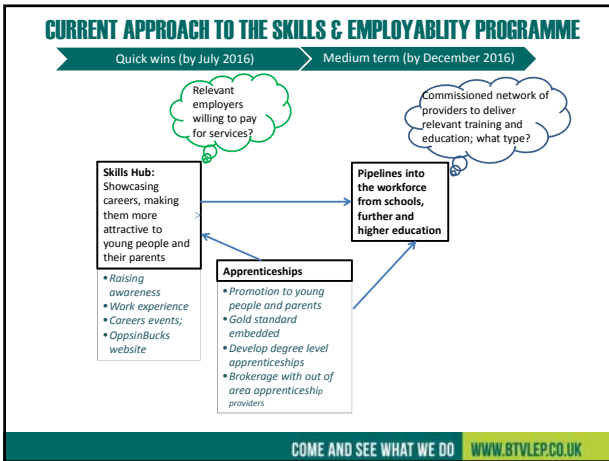 CURRENT APPROACH TO THE SKILLS & EMPLOYABLITY PROGRAMME
Quick wins (by July 2016)
Medium term (by December 2016)
Relevant
employers
willing to pay
for services?
Commissioned network of
providers to deliver
relevant training and
education; what type?
Skills Hub:
Showcasing
careers, making
them more
attractive to
young people and
their parents
• Raising
awareness
• Work experience
• Careers events;
• OppsinBucks
website
Pipelines into
the workforce
from schools,
further and
higher education
Apprenticeships
• Promotion to young
people and parents
• Gold standard
embedded
• Develop degree level
apprenticeships
• Brokerage with out of
area apprenticeship
providers
COME AND SEE WHAT WE DO
WWW.BTVLEP.CO.UK